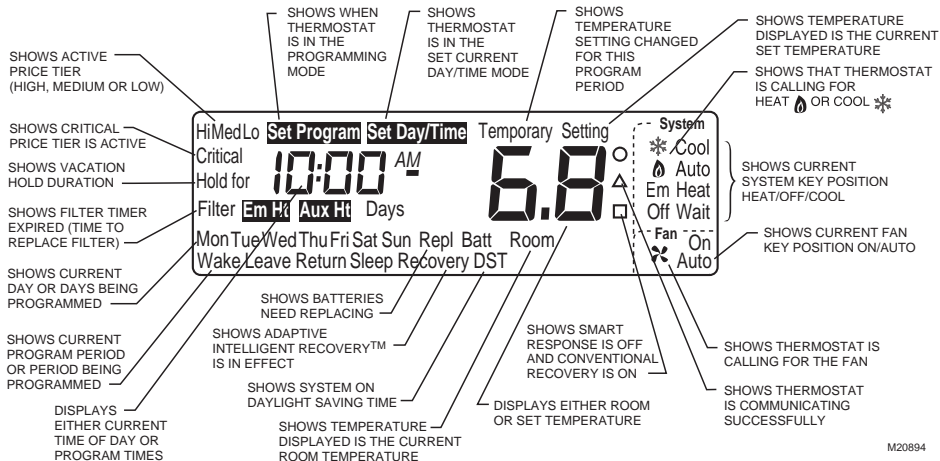 SHOWS WHEN
THERMOSTAT
IS IN THE
PROGRAMMING
MODE
SHOWS
THERMOSTAT
IS IN THE
SET CURRENT
DAY/TIME MODE
SHOWS
TEMPERATURE
SETTING CHANGED
FOR THIS
PROGRAM
PERIOD
SHOWS TEMPERATURE
DISPLAYED IS THE CURRENT
SET TEMPERATURE
SHOWS THAT THERMOSTAT
IS CALLING FOR
HEAT OR COOL
SHOWS ACTIVE
PRICE TIER
(HIGH, MEDIUM OR LOW)
SHOWS CRITICAL
PRICE TIER IS ACTIVE
SHOWS VACATION
HOLD DURATION
SHOWS FILTER TIMER
EXPIRED (TIME TO
REPLACE FILTER)
SHOWS CURRENT
DAY OR DAYS BEING
PROGRAMMED
SHOWS CURRENT
PROGRAM PERIOD
OR PERIOD BEING
PROGRAMMED
DISPLAYS
EITHER CURRENT
TIME OF DAY OR
PROGRAM TIMES
HiMedLo Set Program Set Day/Time Temporary Setting
Critical
10:00 AM
Hold for
6.8
Filter Em Ht Aux Ht Days
Mon Tue Wed Thu Fri Sat Sun Repl Batt Room
Wake Leave Return Sleep Recovery DST
System
Cool
Auto
Em Heat
Off Wait
Fan
On
Auto
SHOWS CURRENT
SYSTEM KEY POSITION
HEAT/OFF/COOL
SHOWS CURRENT FAN
KEY POSITION ON/AUTO
SHOWS BATTERIES
NEED REPLACING
SHOWS ADAPTIVE
INTELLIGENT RECOVERY™
IS IN EFFECT
SHOWS SYSTEM ON
DAYLIGHT SAVING TIME
SHOWS TEMPERATURE
DISPLAYED IS THE CURRENT
ROOM TEMPERATURE
DISPLAYS EITHER ROOM
OR SET TEMPERATURE
SHOWS SMART
RESPONSE IS OFF
AND CONVENTIONAL
RECOVERY IS ON
SHOWS THERMOSTAT IS
CALLING FOR THE FAN
SHOWS THERMOSTAT
IS COMMUNICATING
SUCCESSFULLY
M20894